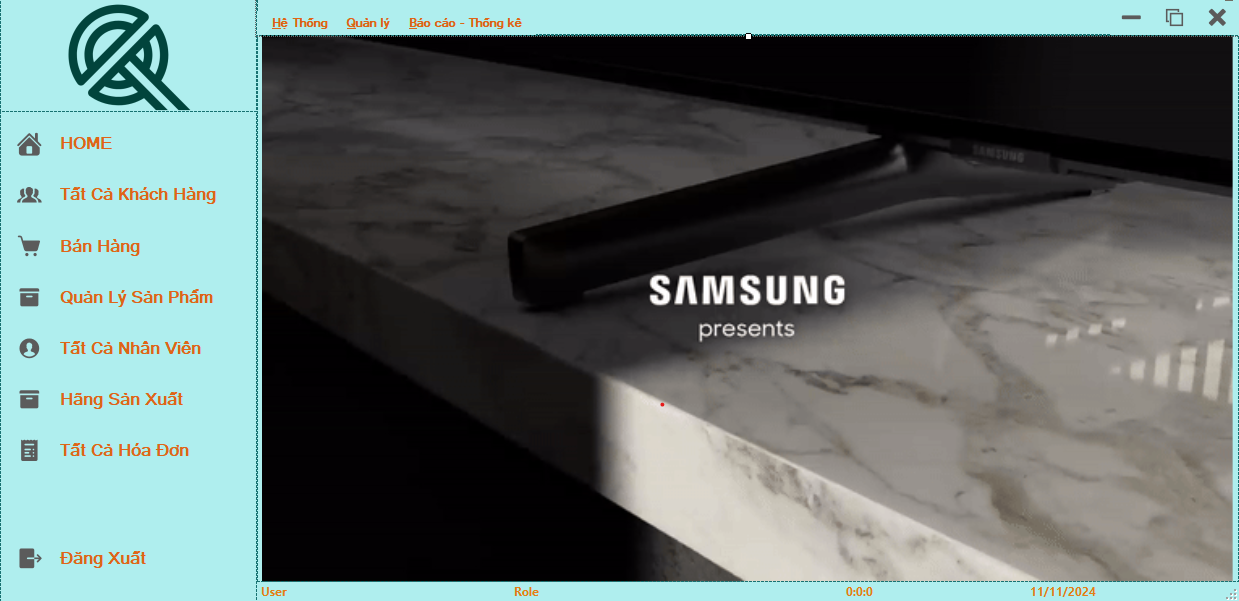 Hệ Thống Quản lý Báo cáo - Thống kê
HOME
Tất Cả Khách Hàng
Bán Hàng
Quản Lý Sản Phẩm
Tất Cả Nhân Viên
Hãng Sản Xuất
Tất Cả Hóa Đơn
Đăng Xuất
SAMSUNG
SAMSUNG
presents
User Role 0:0:0 11/11/2024